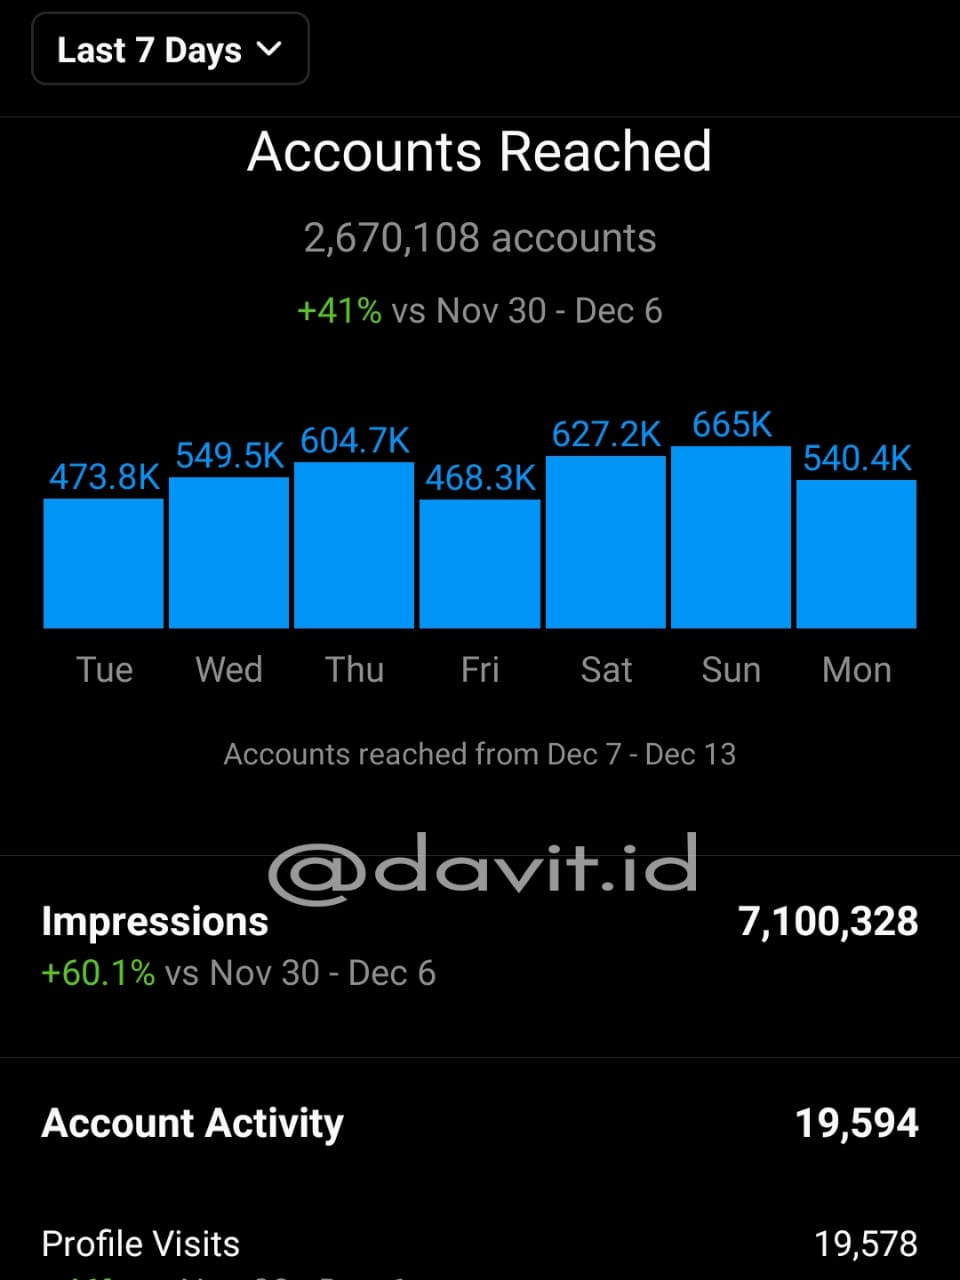 Last 7 Days
Accounts Reached
2,670,108 accounts
+41% vs Nov 30 - Dec 6
473.8K 549.5K 604.7K 468.3K 627.2K 665K 540.4K
Tue Wed Thu Fri Sat Sun Mon
Accounts reached from Dec 7 - Dec 13
@davit.id
Impressions 7,100,328
+60.1% vs Nov 30 - Dec 6
Account Activity 19,594
Profile Visits 19,578